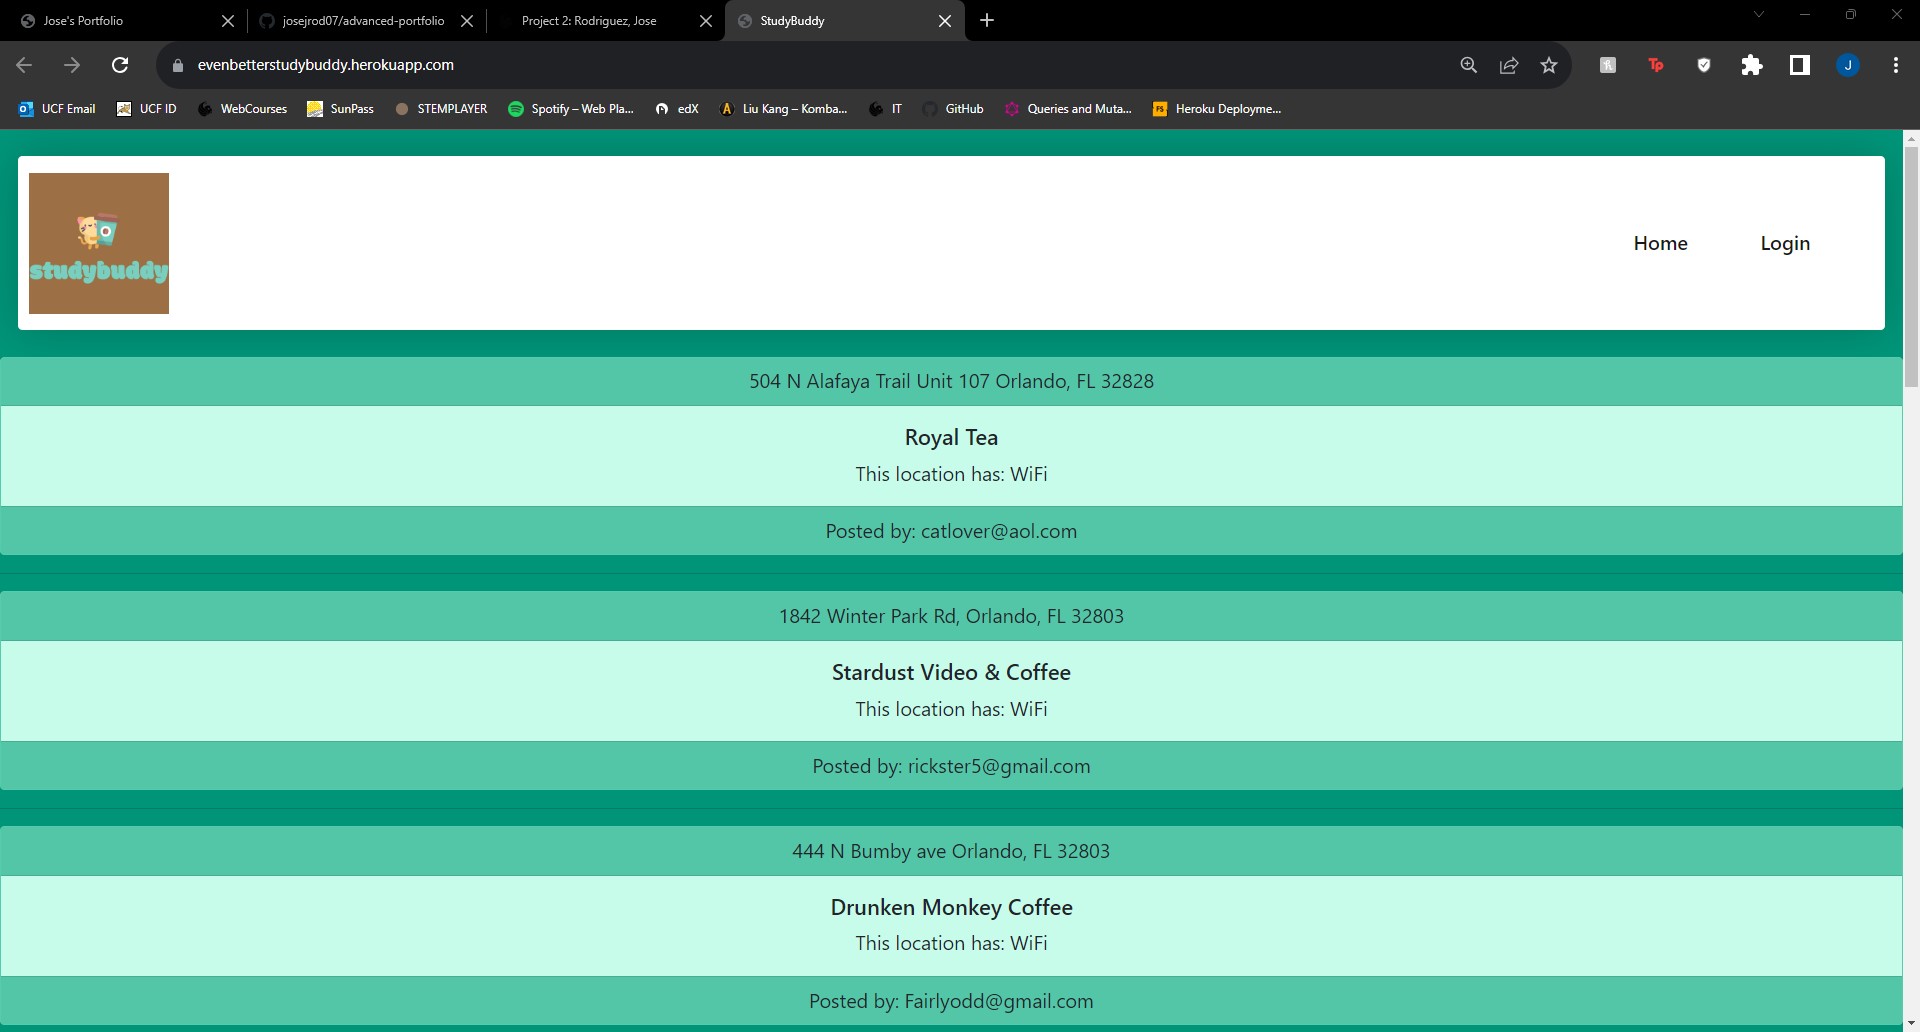 Jose's Portfolio
josejrod07/advanced-portfolio
Project 2: Rodriguez, Jose
StudyBuddy
evenbetterstudybuddy.herokuapp.com
Tp
J
UCF Email
UCF ID
WebCourses
SunPass
STEMPLAYER
Spotify – Web Pla...
edX
Liu Kang – Komba...
IT
GitHub
Queries and Muta...
FS
Heroku Deployme...
studybuddy
Home
Login
504 N Alafaya Trail Unit 107 Orlando, FL 32828
Royal Tea
This location has: WiFi
Posted by: catlover@aol.com
1842 Winter Park Rd, Orlando, FL 32803
Stardust Video & Coffee
This location has: WiFi
Posted by: rickster5@gmail.com
444 N Bumby ave Orlando, FL 32803
Drunken Monkey Coffee
This location has: WiFi
Posted by: Fairlyodd@gmail.com